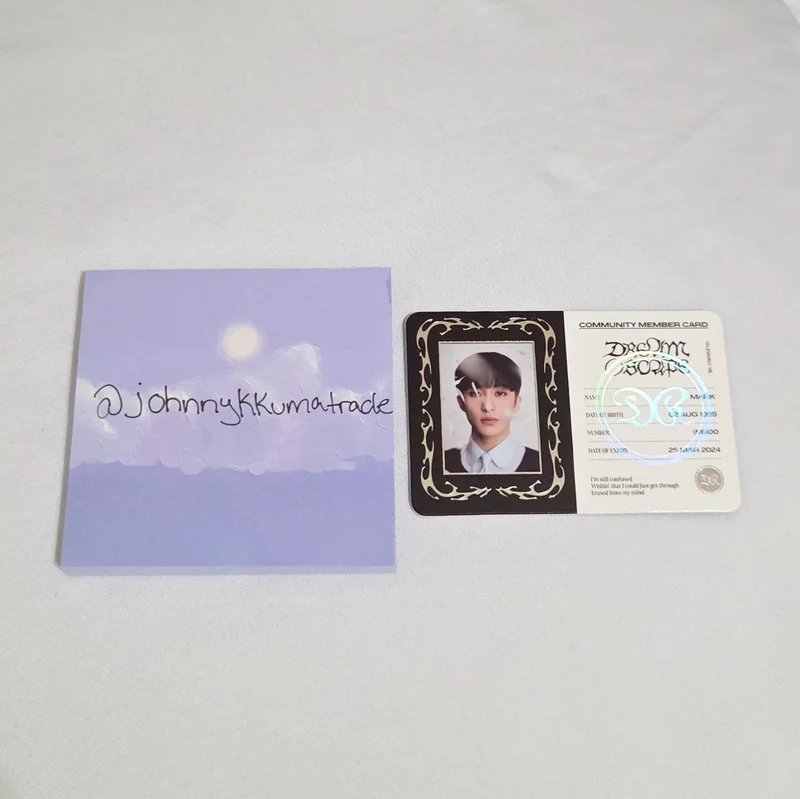 @johnnykkumatrade
COMMUNITY MEMBER CARD
DREAM
( )SCAPE
NAME MARK
DATE OF BIRTH 02 AUG 1999
NUMBER
DATE OF EXPIRY 25 MAR 2024
I'm still confused
Wishin' that I could just get through
Erased from my mind